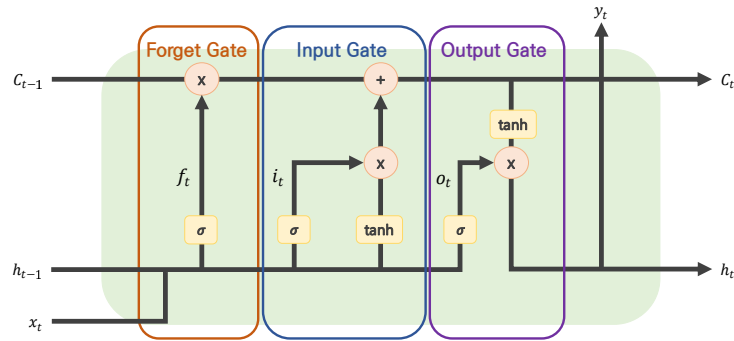 y_t
Forget Gate
Input Gate
Output Gate
C_{t-1}
x
+
C_t
tanh
x
x
f_t
i_t
o_t
σ
σ
tanh
σ
h_{t-1}
h_t
x_t